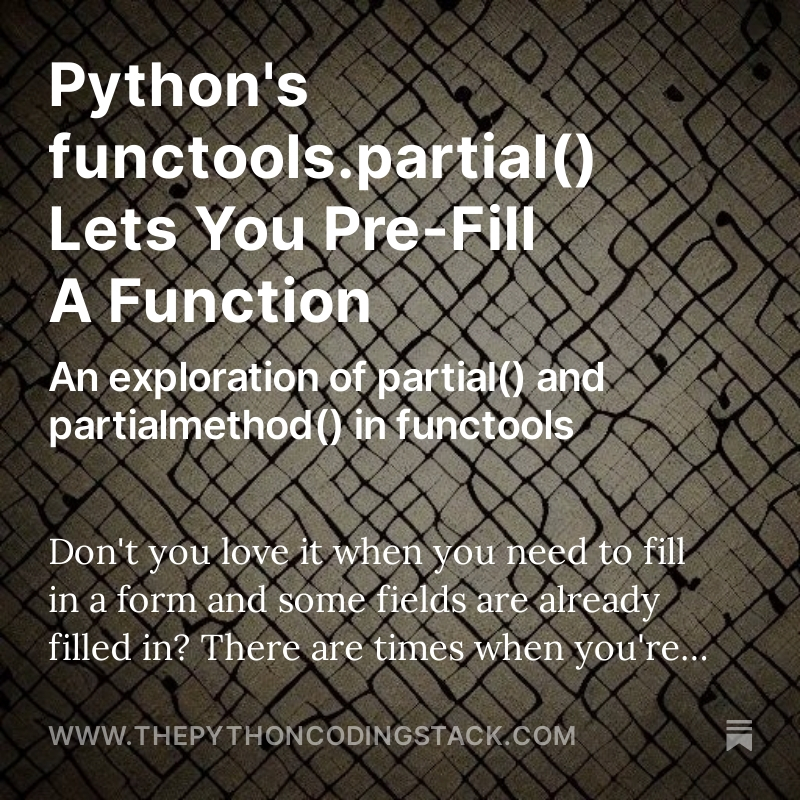 Python's
functools.partial()
Lets You Pre-Fill
A Function
An exploration of partial() and
partialmethod() in functools
Don't you love it when you need to fill
in a form and some fields are already
filled in? There are times when you're...
WWW.THEPYTHONCODINGSTACK.COM